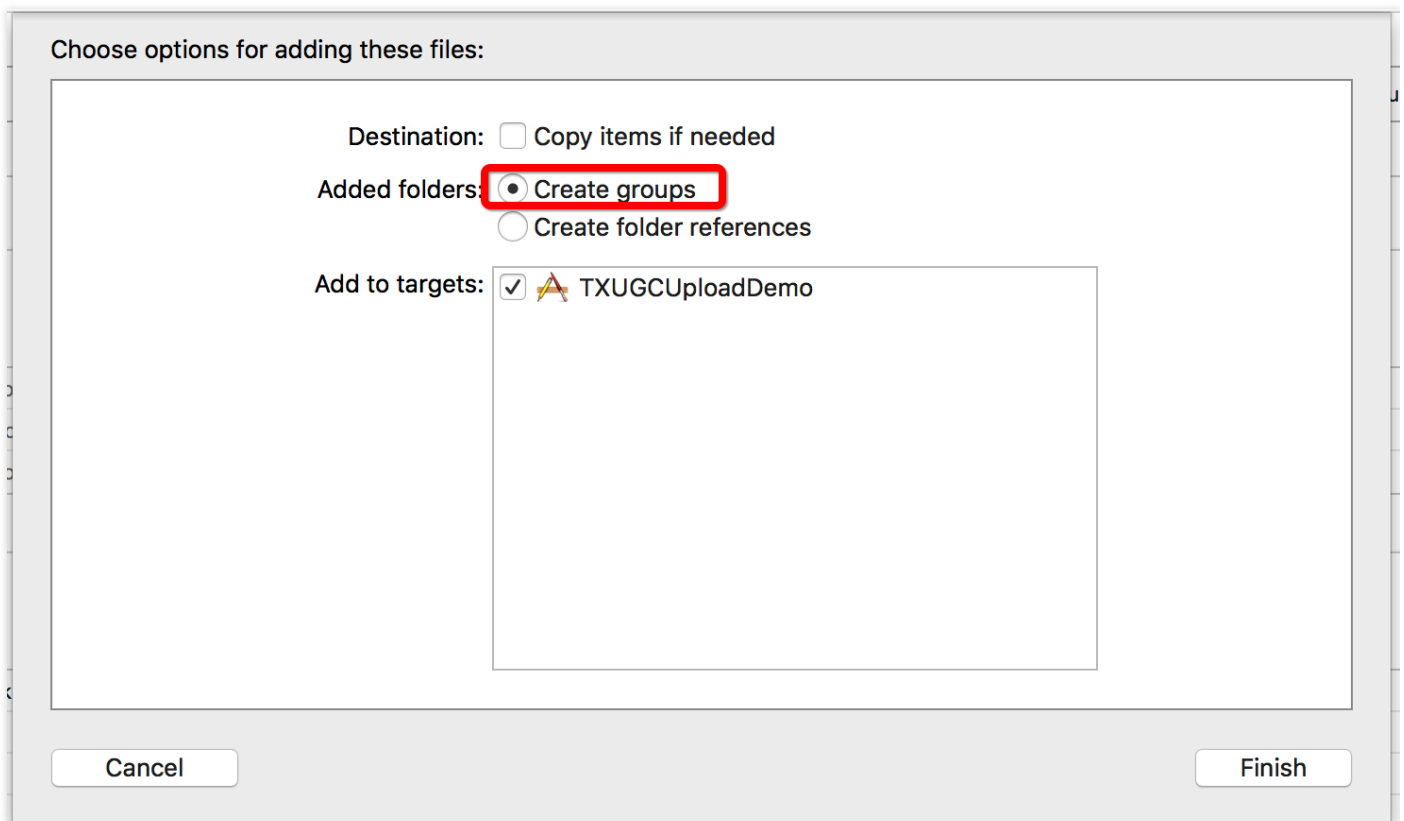 Choose options for adding these files:
Destination: Copy items if needed
Added folders: Create groups
Create folder references
Add to targets: TXUGCUploadDemo
Cancel Finish